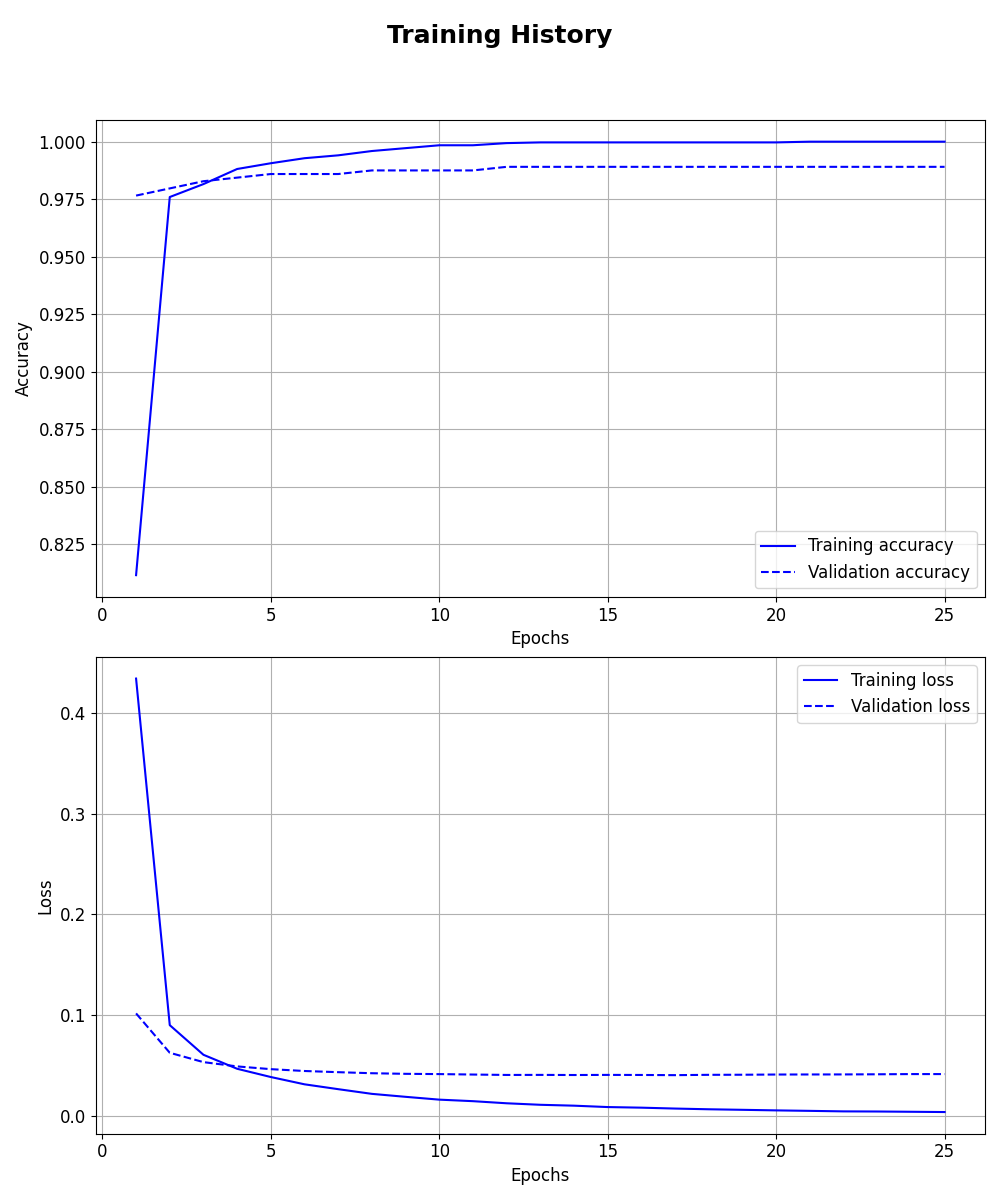 Training History
1.000
0.975
0.950
0.925
0.900
0.875
0.850
0.825
Accuracy
Training accuracy
Validation accuracy
0 5 10 15 20 25
Epochs
Training loss
Validation loss
0.4
0.3
0.2
0.1
0.0
Loss
0 5 10 15 20 25
Epochs